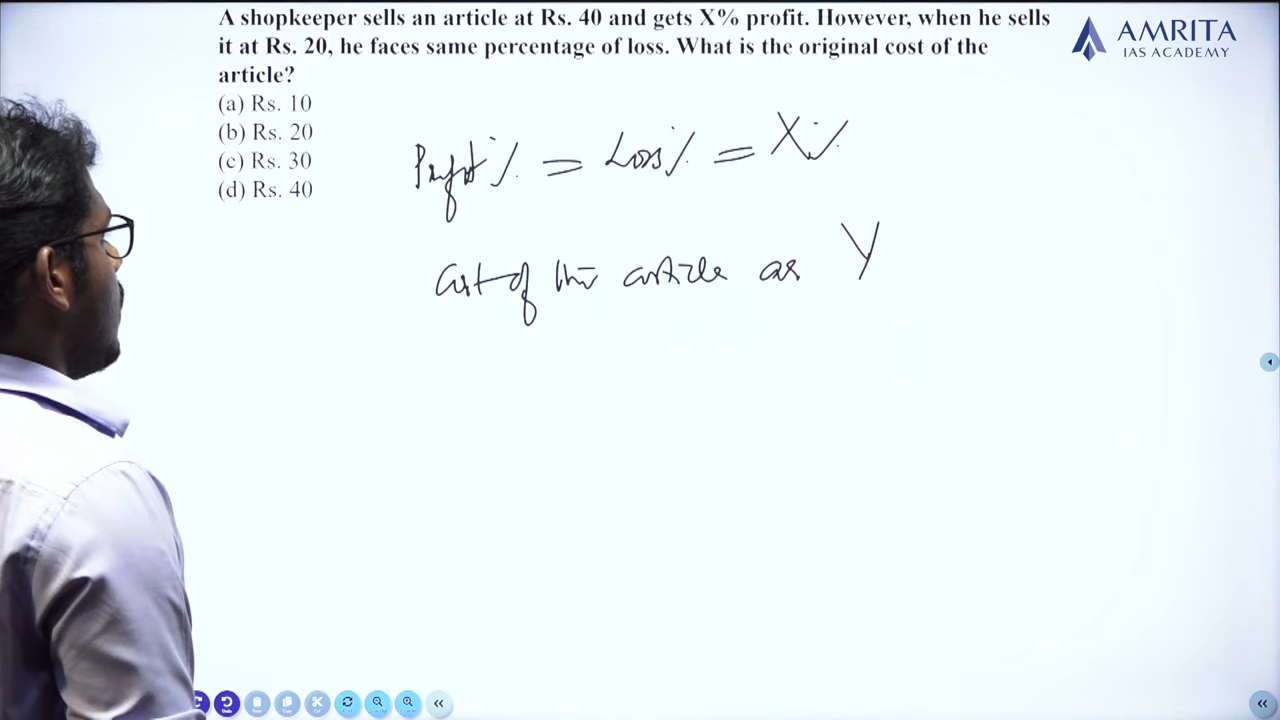 A shopkeeper sells an article at Rs. 40 and gets X% profit. However, when he sells
it at Rs. 20, he faces same percentage of loss. What is the original cost of the
article?
(a) Rs. 10
(b) Rs. 20
(c) Rs. 30
(d) Rs. 40
AMRITA
IAS ACADEMY
Profit % = Loss % = X %
Cost of the article as Y